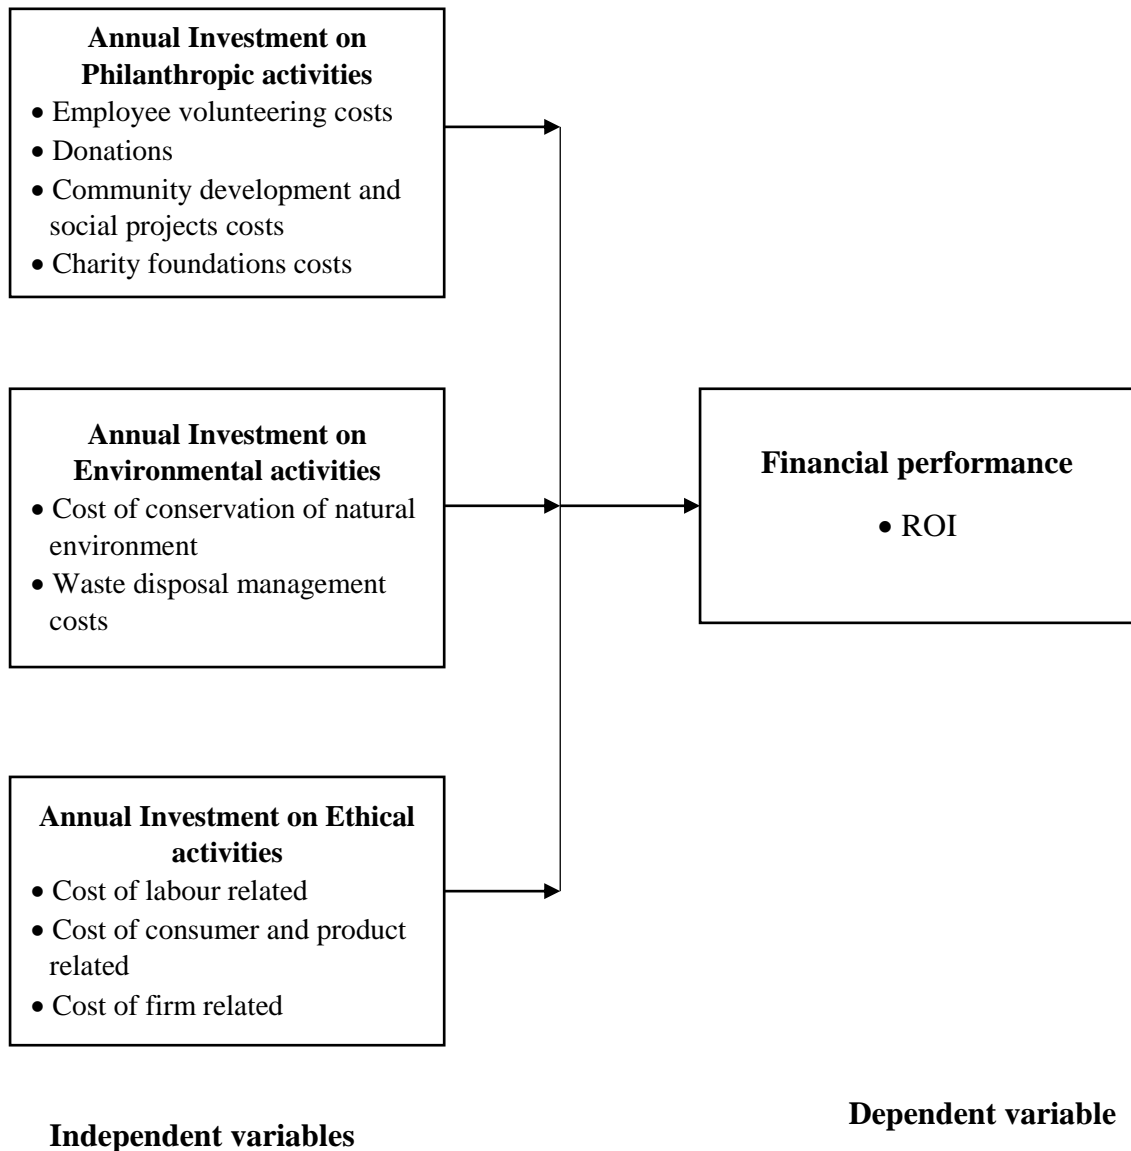 Annual Investment on
Philanthropic activities
• Employee volunteering costs
• Donations
• Community development and
social projects costs
• Charity foundations costs
Annual Investment on
Environmental activities
• Cost of conservation of natural
environment
• Waste disposal management
costs
Financial performance
• ROI
Annual Investment on Ethical
activities
• Cost of labour related
• Cost of consumer and product
related
• Cost of firm related
Independent variables
Dependent variable